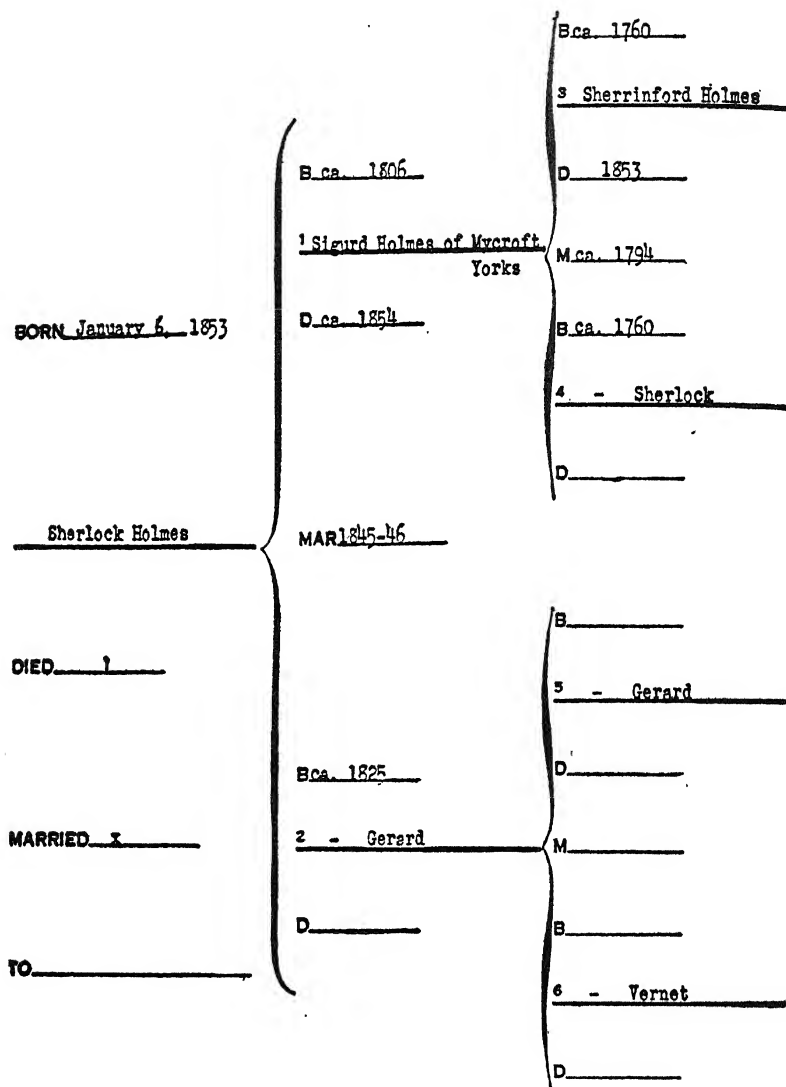 BORN January 6, 1853
Sherlock Holmes
DIED ?
MARRIED x
TO
B ca. 1806
1 Sigurd Holmes of Mycroft
Yorks
D ca. 1854
MAR 1845-46
B ca. 1825
2 - Gerard
D
B ca. 1760
3 Sherrinford Holmes
D 1853
M ca. 1794
B ca. 1760
4 - Sherlock
D
B
5 - Gerard
D
M
B
6 - Vernet
D